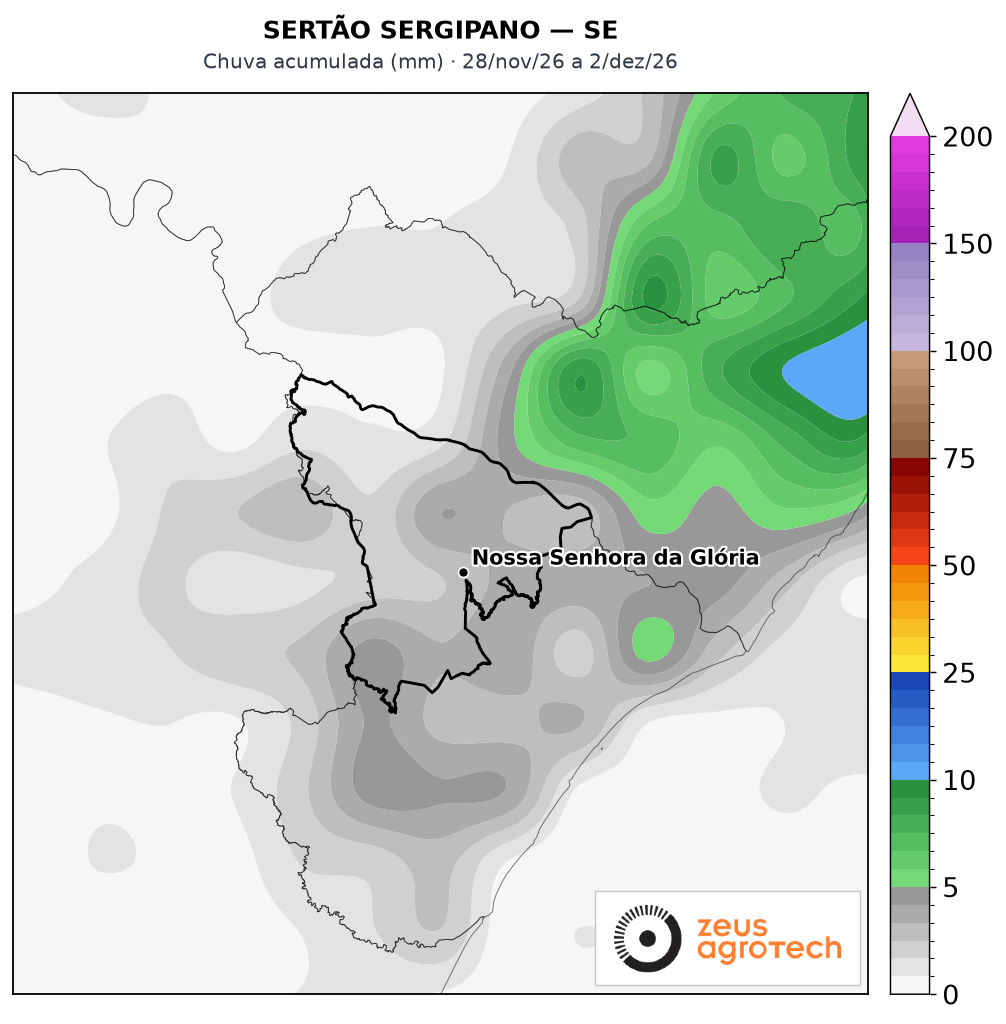 SERTÃO SERGIPANO — SE
Chuva acumulada (mm) · 28/nov/26 a 2/dez/26
200
150
100
75
50
25
10
5
0
Nossa Senhora da Glória
zeus
agrotech